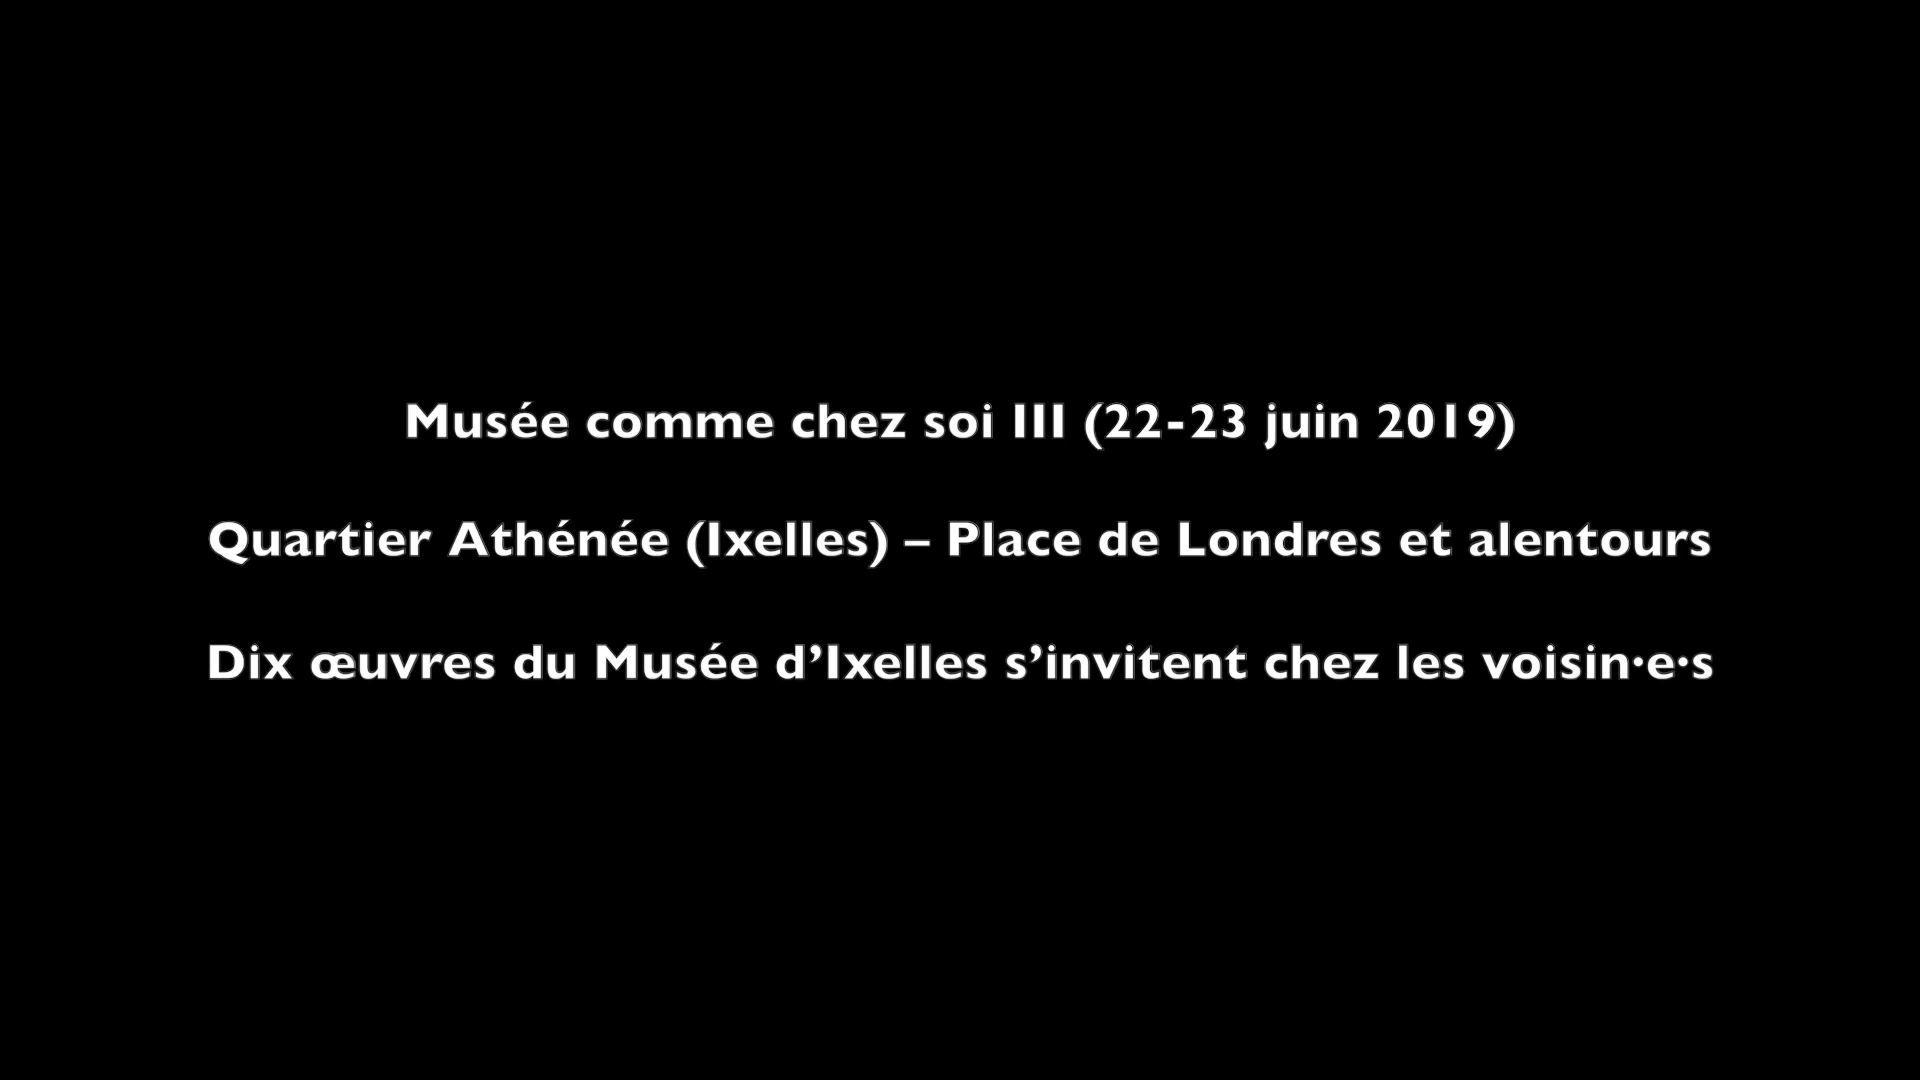 Musée comme chez soi III (22-23 juin 2019)
Quartier Athénée (Ixelles) – Place de Londres et alentours
Dix œuvres du Musée d’Ixelles s’invitent chez les voisin·e·s